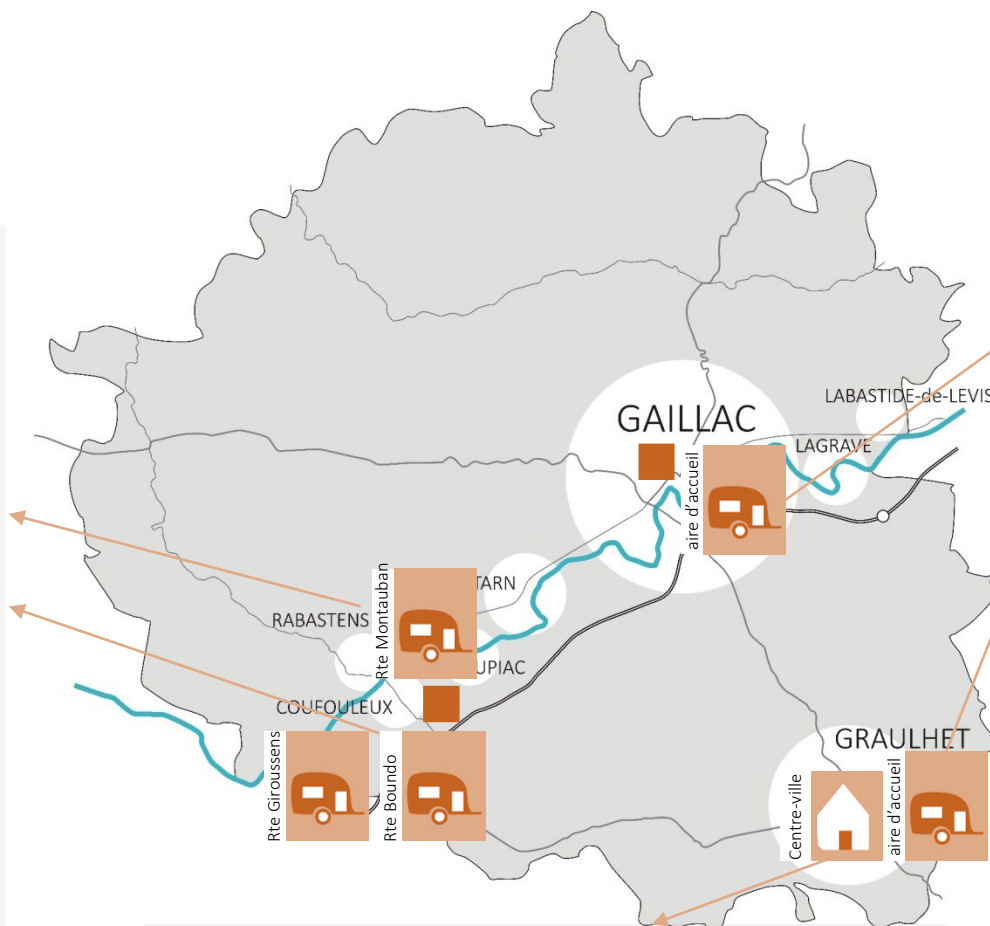 LABASTIDE-de-LEVIS
GAILLAC
LAGRAVE
aire d'accueil
TARN
Rte Montauban
RABASTENS
UPIAC
COUFOULEUX
Rte Giroussens
Rte Boundo
GRAULHET
Centre-ville
aire d'accueil